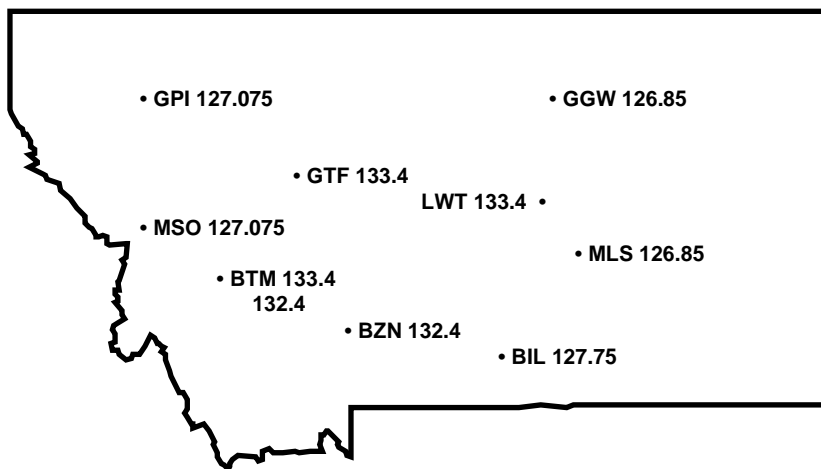 GPI 127.075
GGW 126.85
GTF 133.4
LWT 133.4
MSO 127.075
MLS 126.85
BTM 133.4
132.4
BZN 132.4
BIL 127.75